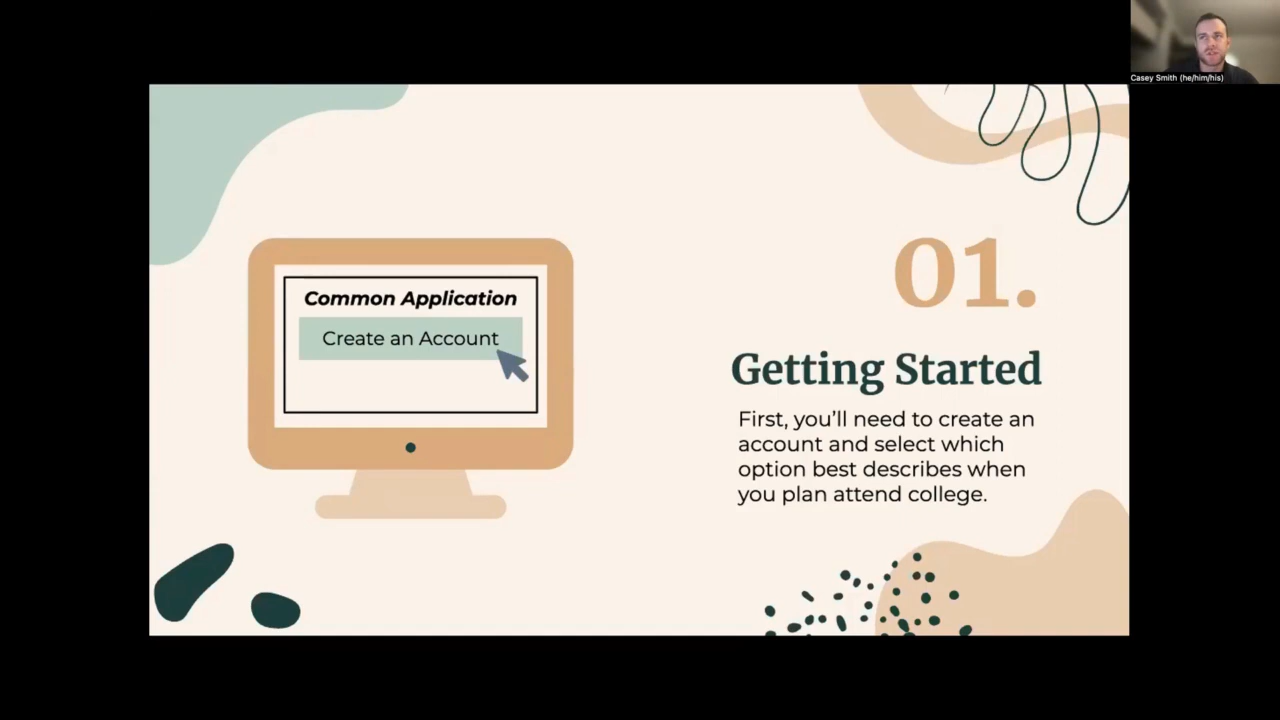 Casey Smith (he/him/his)
Common Application
Create an Account
01.
Getting Started
First, you'll need to create an
account and select which
option best describes when
you plan attend college.